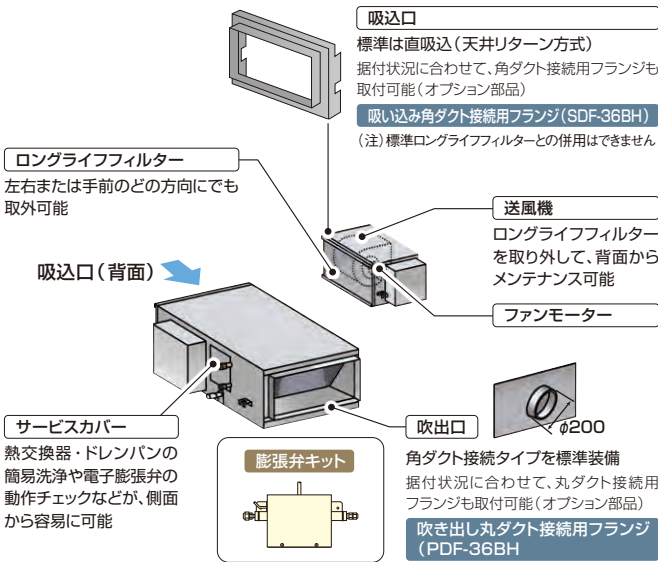 吸込口
標準は直吸込（天井リターン方式）
据付状況に合わせて、角ダクト接続用フランジも
取付可能（オプション部品）
吸い込み角ダクト接続用フランジ（SDF-36BH）
（注）標準ロングライフフィルターとの併用はできません
ロングライフフィルター
左右または手前のどの方向にでも
取外可能
送風機
ロングライフフィルター
を取り外して、背面から
メンテナンス可能
ファンモーター
吸込口（背面）
サービスカバー
熱交換器・ドレンパンの
簡易洗浄や電子膨張弁の
動作チェックなどが、側面
から容易に可能
膨張弁キット
吹出口
φ200
角ダクト接続タイプを標準装備
据付状況に合わせて、丸ダクト接続用
フランジも取付可能（オプション部品）
吹き出し丸ダクト接続用フランジ
（PDF-36BH